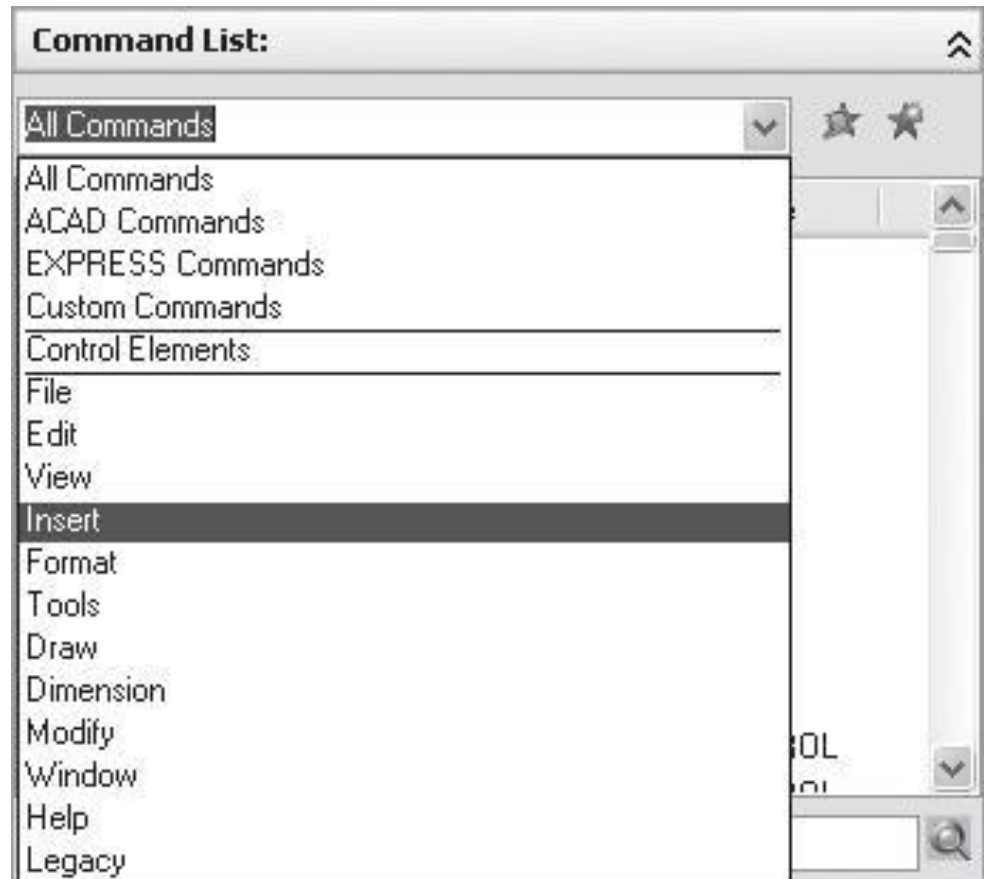 Command List:
All Commands
All Commands
ACAD Commands
EXPRESS Commands
Custom Commands
Control Elements
File
Edit
View
Insert
Format
Tools
Draw
Dimension
Modify
Window
Help
Legacy